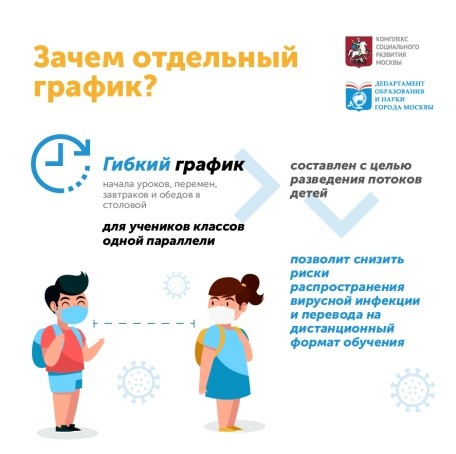 Зачем отдельный
график?
КОМПЛЕКС
СОЦИАЛЬНОГО
РАЗВИТИЯ
МОСКВЫ
ДЕПАРТАМЕНТ
ОБРАЗОВАНИЯ
И НАУКИ
ГОРОДА МОСКВЫ
Гибкий график
начала уроков, перемен,
завтраков и обедов в
столовой
для учеников классов
одной параллели
составлен с целью
разведения потоков
детей
позволит снизить
риски
распространения
вирусной инфекции
и перевода на
дистанционный
формат обучения